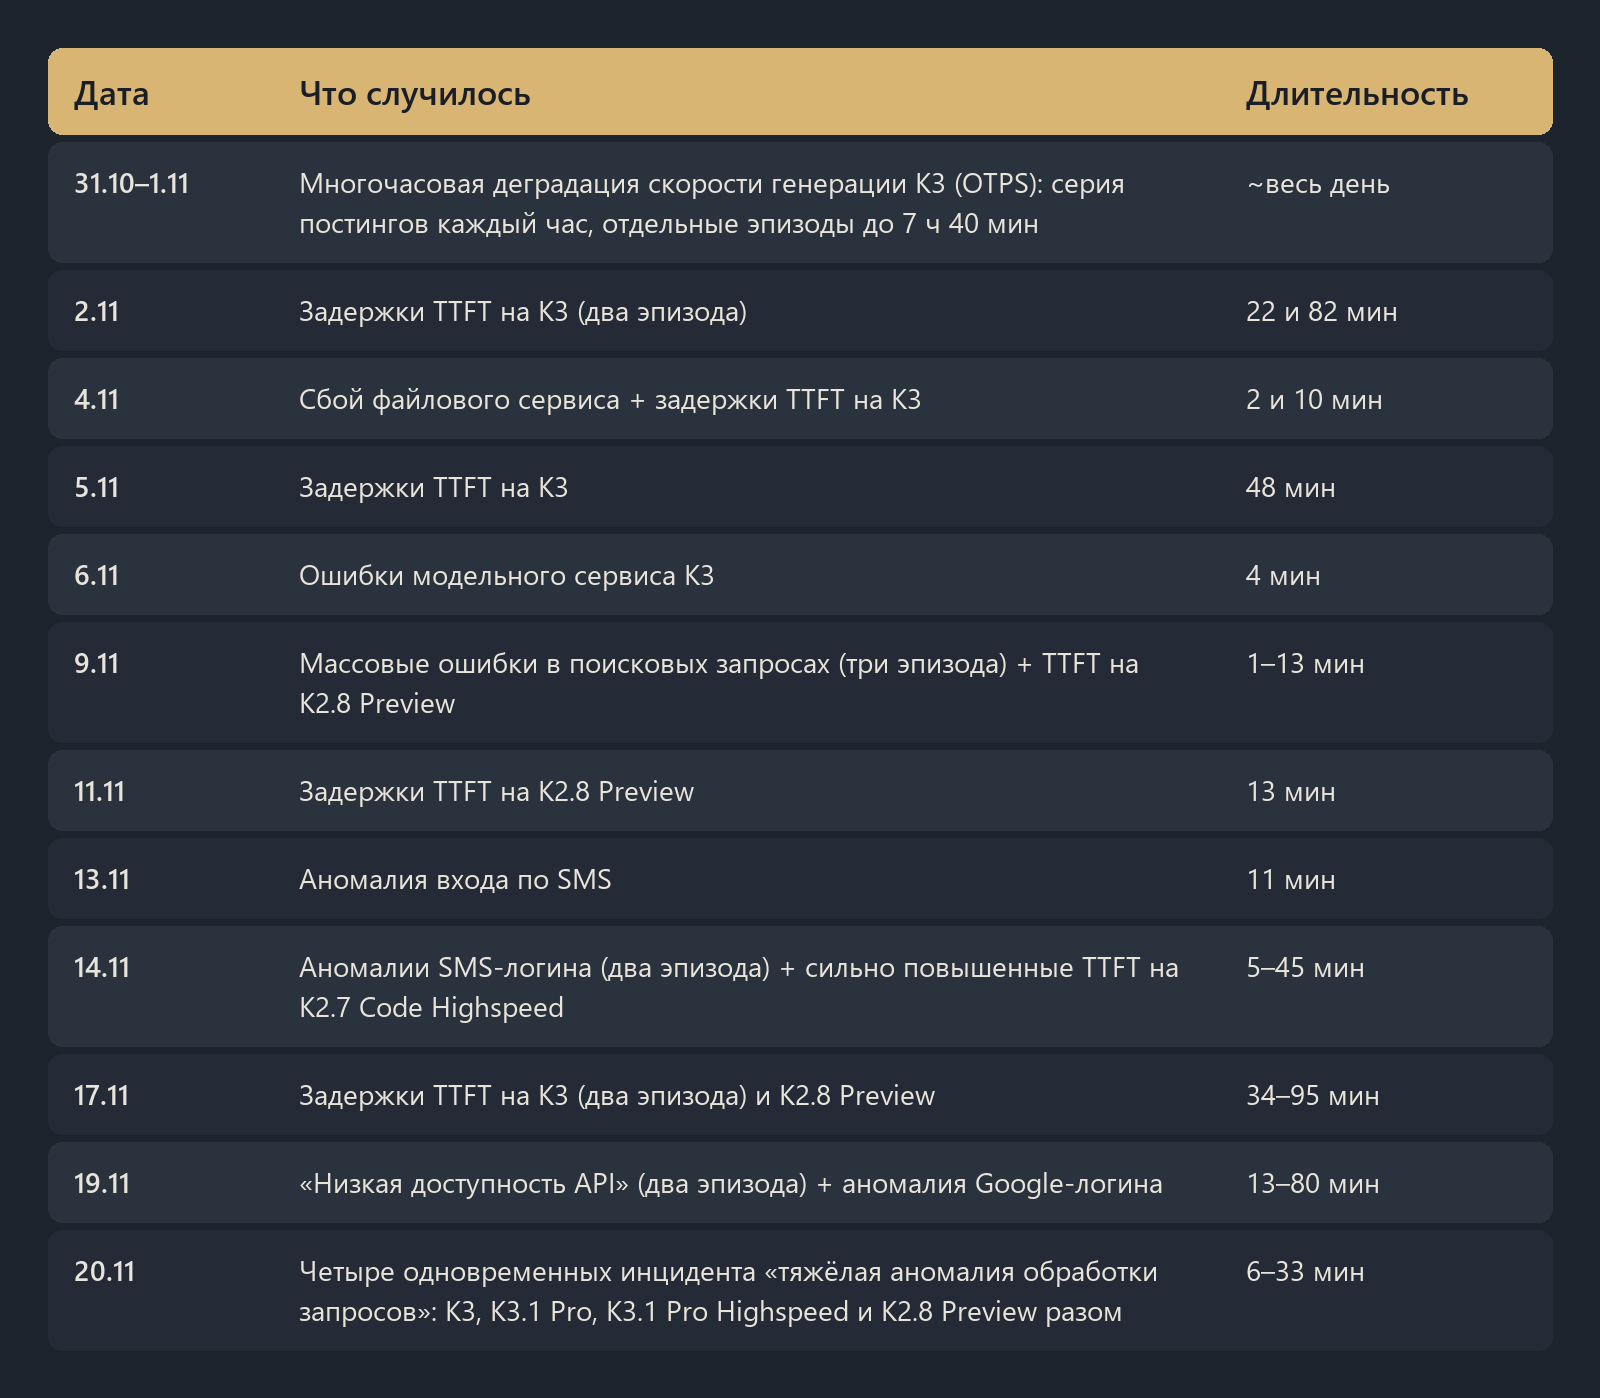 Дата Что случилось Длительность
31.10–1.11 Многочасовая деградация скорости генерации K3 (OTPS): серия ~весь день
постингов каждый час, отдельные эпизоды до 7 ч 40 мин
2.11 Задержки TTFT на K3 (два эпизода) 22 и 82 мин
4.11 Сбой файлового сервиса + задержки TTFT на K3 2 и 10 мин
5.11 Задержки TTFT на K3 48 мин
6.11 Ошибки модельного сервиса K3 4 мин
9.11 Массовые ошибки в поисковых запросах (три эпизода) + TTFT на 1–13 мин
K2.8 Preview
11.11 Задержки TTFT на K2.8 Preview 13 мин
13.11 Аномалия входа по SMS 11 мин
14.11 Аномалии SMS-логина (два эпизода) + сильно повышенные TTFT на 5–45 мин
K2.7 Code Highspeed
17.11 Задержки TTFT на K3 (два эпизода) и K2.8 Preview 34–95 мин
19.11 «Низкая доступность API» (два эпизода) + аномалия Google-логина 13–80 мин
20.11 Четыре одновременных инцидента «тяжёлая аномалия обработки 6–33 мин
запросов»: K3, K3.1 Pro, K3.1 Pro Highspeed и K2.8 Preview разом